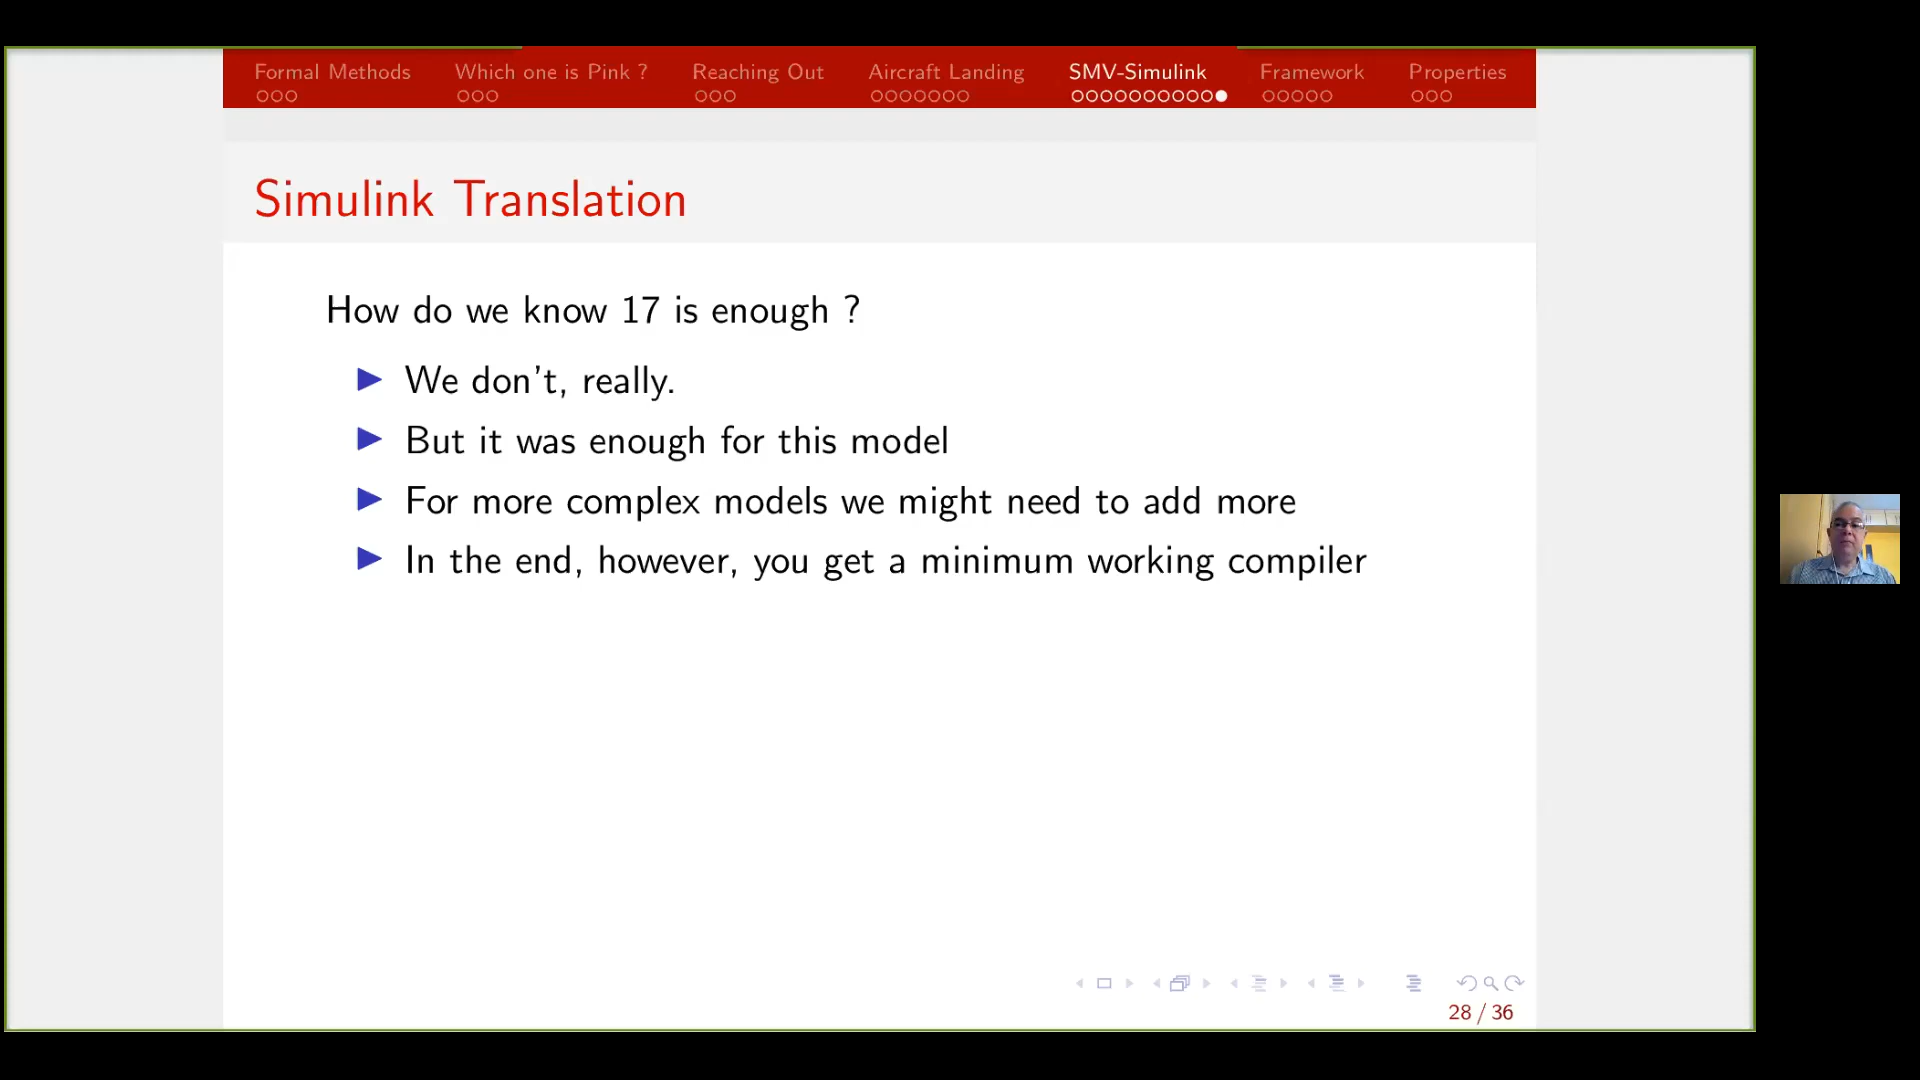 Formal Methods Which one is Pink ? Reaching Out Aircraft Landing SMV-Simulink Framework Properties
Simulink Translation
How do we know 17 is enough ?
We don't, really.
But it was enough for this model
For more complex models we might need to add more
In the end, however, you get a minimum working compiler
28 / 36